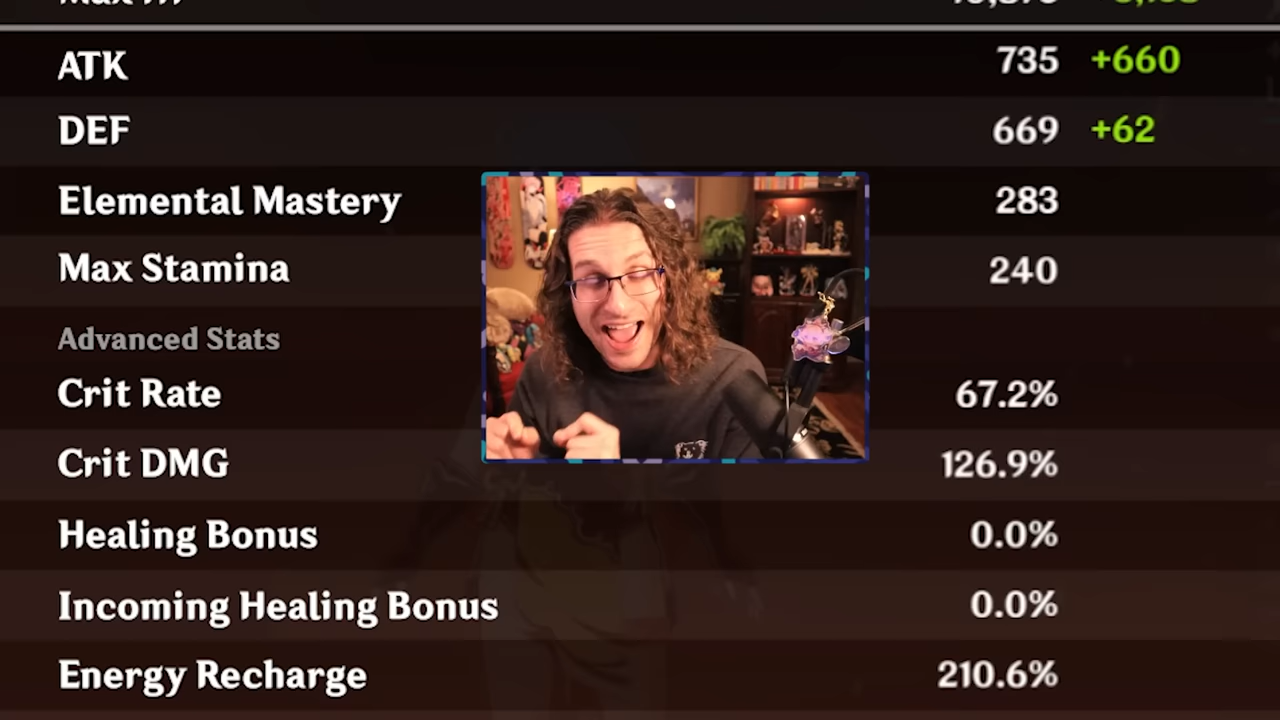 ATK 735 +660
DEF 669 +62
Elemental Mastery 283
Max Stamina 240
Advanced Stats
Crit Rate 67.2%
Crit DMG 126.9%
Healing Bonus 0.0%
Incoming Healing Bonus 0.0%
Energy Recharge 210.6%